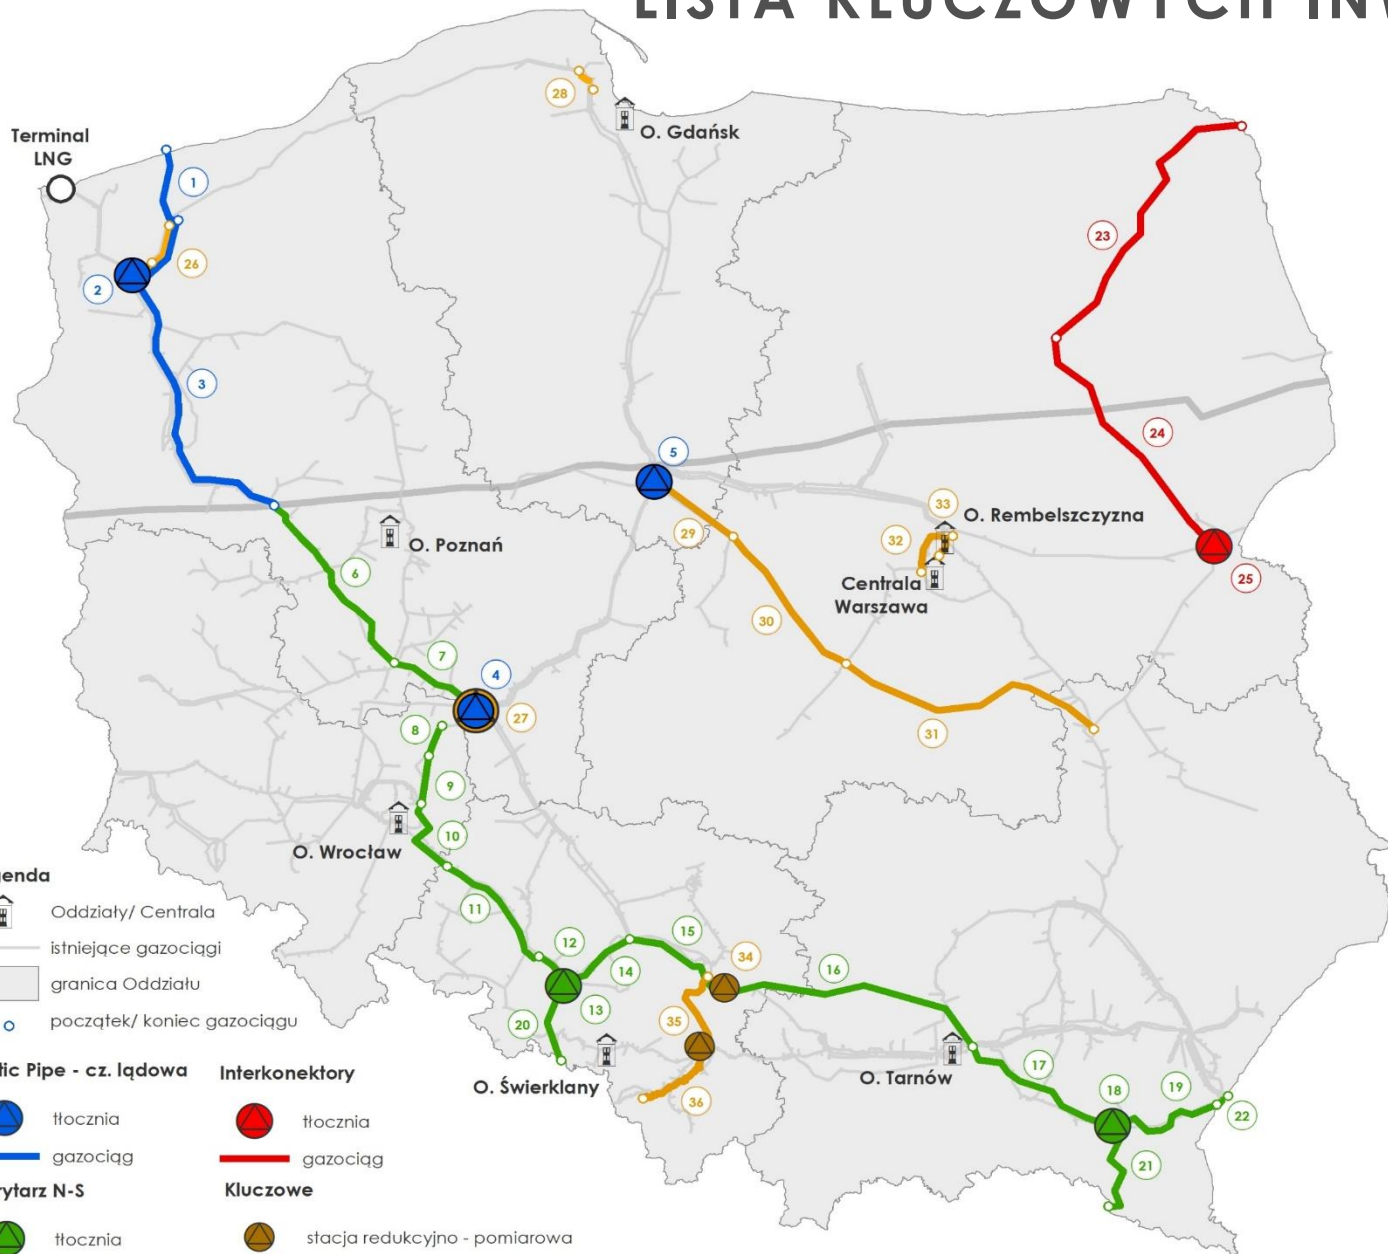 28
O. Gdańsk
Terminal
LNG
1
23
26
2
3
24
5
33
O. Rembelszczyzna
29
32
O. Poznań
25
6
Centrala
Warszawa
30
7
4
27
8
31
9
10
O. Wrocław
11
12
15
34
14
16
13
35
20
O. Świerklany
O. Tarnów
17
18
19
36
22
21
genda
Oddziały/ Centrala
istniejące gazociągi
granica Oddziału
początek/ koniec gazociągu
tic Pipe - cz. lądowa
Interkonektory
tłocznia
tłocznia
gazociąg
gazociąg
rytarz N-S
Kluczowe
tłocznia
stacja redukcyjno - pomiarowa